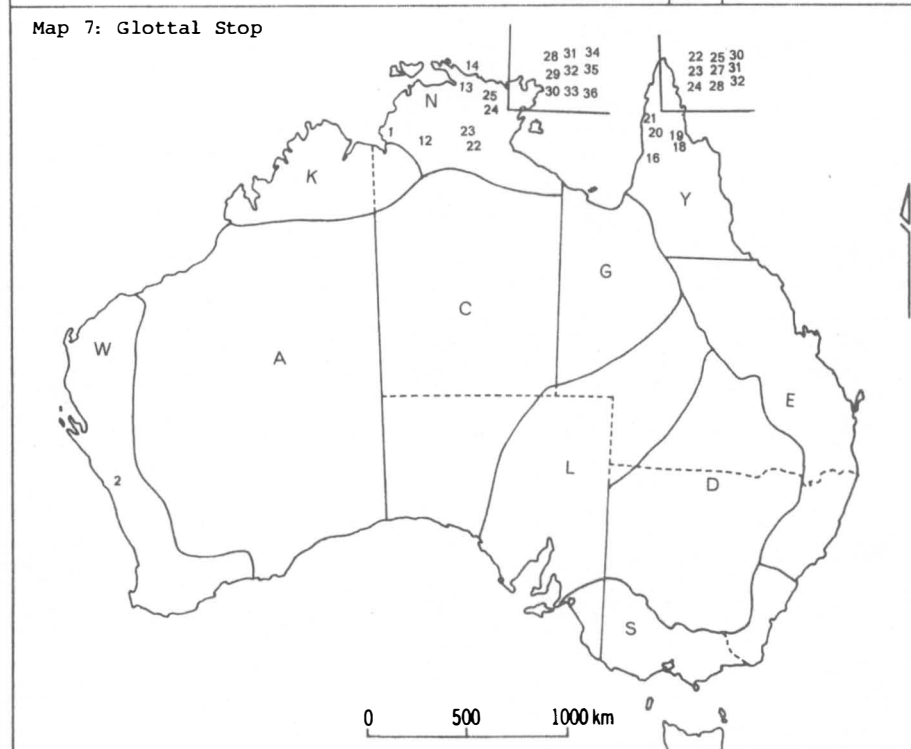 Map 7: Glottal Stop
14
28 31 34
22 25 30
29 32 35
23 27 31
30 33 36
24 28 32
13
N
25
24
21
1
12
23
22
20
19
18
16
K
Y
G
C
W
A
E
2
L
D
S
0 500 1000 km